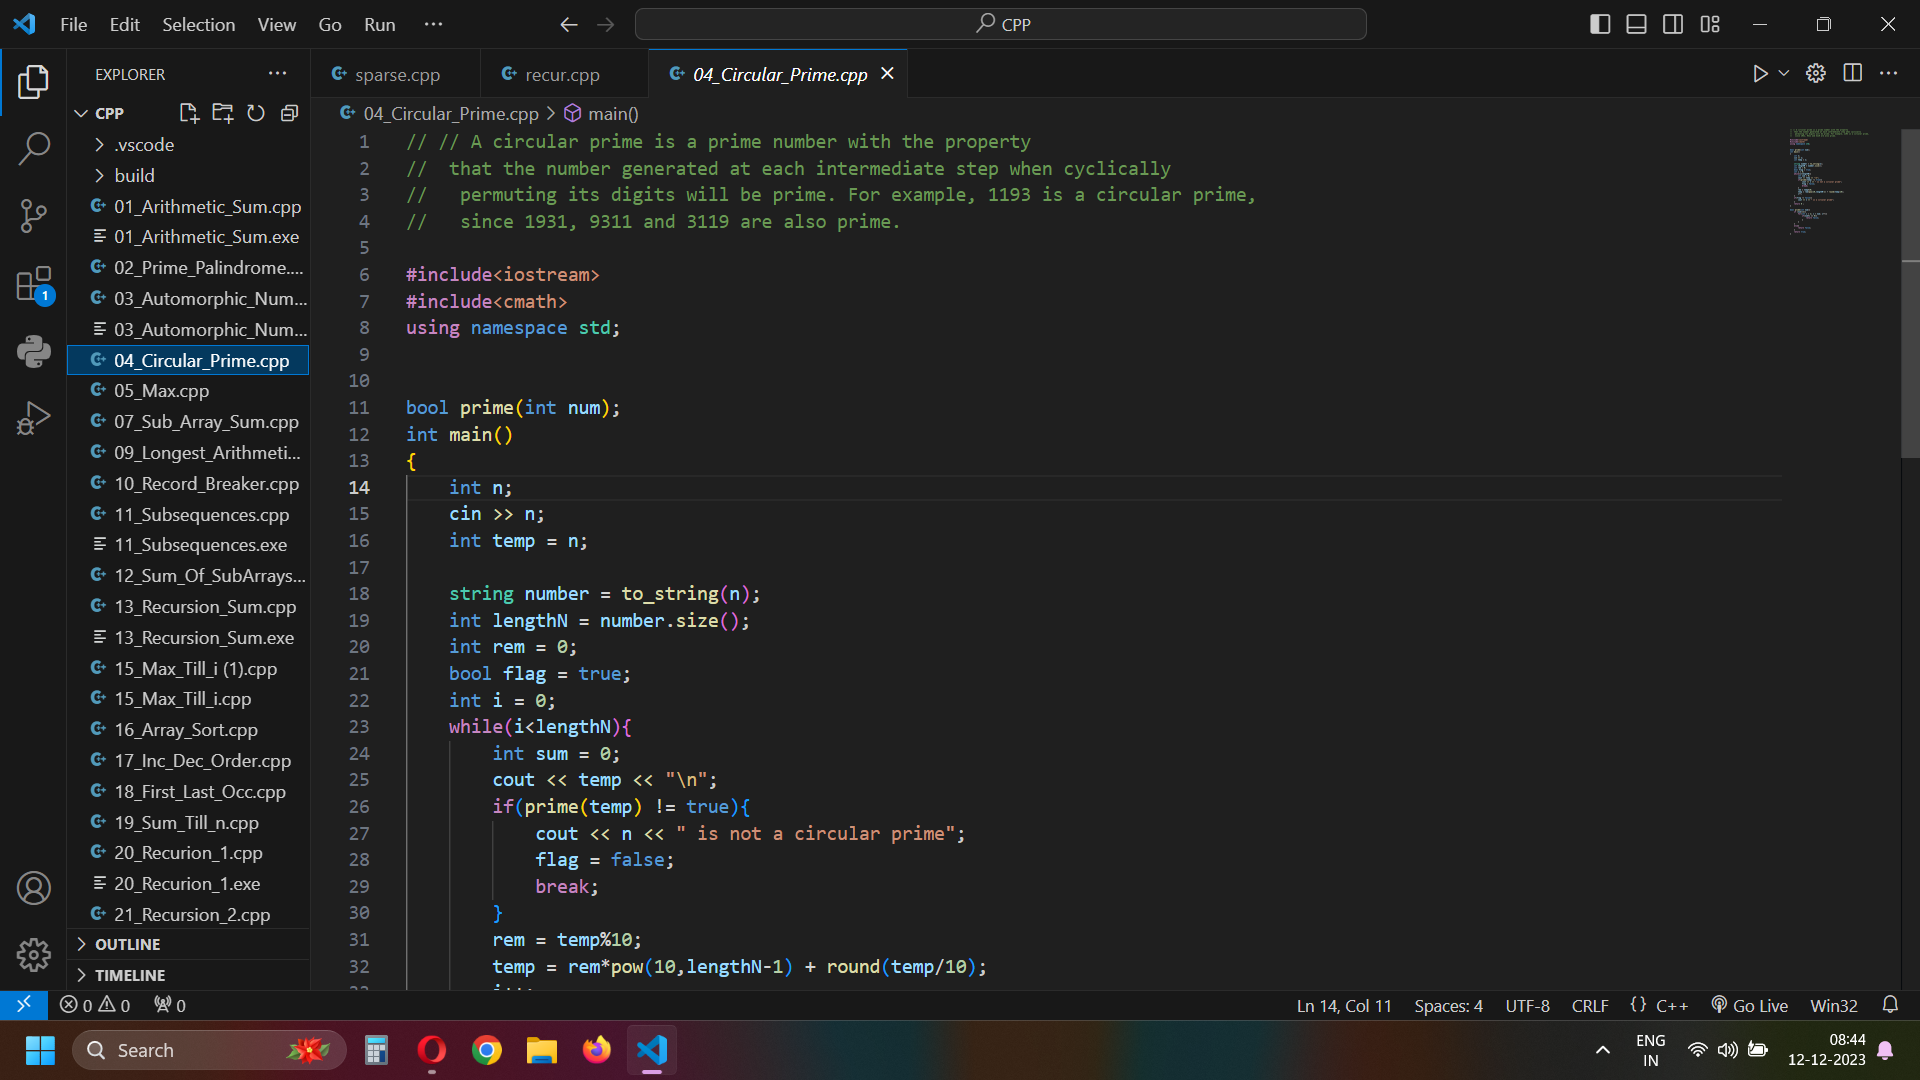 File Edit Selection View Go Run ···
CPP
EXPLORER ···
CPP
.vscode
build
01_Arithmetic_Sum.cpp
01_Arithmetic_Sum.exe
02_Prime_Palindrome....
03_Automorphic_Num...
03_Automorphic_Num...
04_Circular_Prime.cpp
05_Max.cpp
07_Sub_Array_Sum.cpp
09_Longest_Arithmeti...
10_Record_Breaker.cpp
11_Subsequences.cpp
11_Subsequences.exe
12_Sum_Of_SubArrays...
13_Recursion_Sum.cpp
13_Recursion_Sum.exe
15_Max_Till_i (1).cpp
15_Max_Till_i.cpp
16_Array_Sort.cpp
17_Inc_Dec_Order.cpp
18_First_Last_Occ.cpp
19_Sum_Till_n.cpp
20_Recurion_1.cpp
20_Recurion_1.exe
21_Recursion_2.cpp
OUTLINE
TIMELINE
1
sparse.cpp recur.cpp 04_Circular_Prime.cpp
04_Circular_Prime.cpp > main()
1 // // A circular prime is a prime number with the property
2 //  that the number generated at each intermediate step when cyclically
3 //   permuting its digits will be prime. For example, 1193 is a circular prime,
4 //   since 1931, 9311 and 3119 are also prime.
5
6 #include<iostream>
7 #include<cmath>
8 using namespace std;
9
10
11 bool prime(int num);
12 int main()
13 {
14     int n;
15     cin >> n;
16     int temp = n;
17
18     string number = to_string(n);
19     int lengthN = number.size();
20     int rem = 0;
21     bool flag = true;
22     int i = 0;
23     while(i<lengthN){
24         int sum = 0;
25         cout << temp << "\n";
26         if(prime(temp) != true){
27             cout << n << " is not a circular prime";
28             flag = false;
29             break;
30         }
31         rem = temp%10;
32         temp = rem*pow(10,lengthN-1) + round(temp/10);
0 0 0
Ln 14, Col 11 Spaces: 4 UTF-8 CRLF {} C++ Go Live Win32
Search
ENG
IN
08:44
12-12-2023